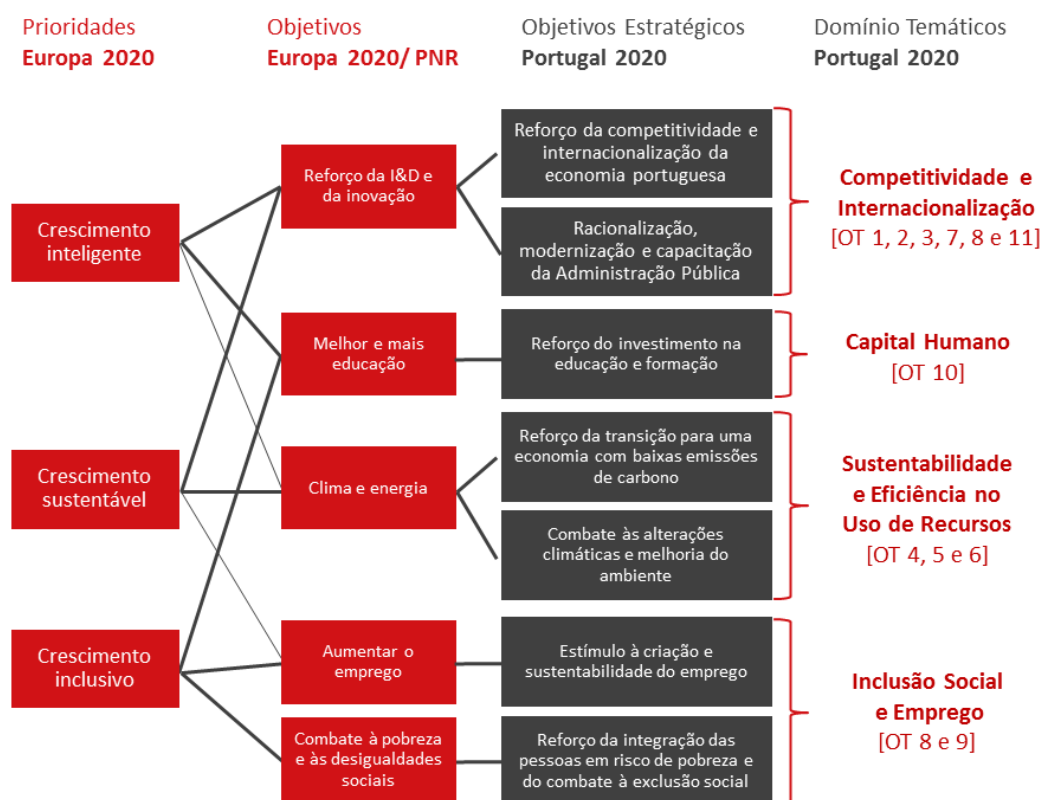 Prioridades
Europa 2020
Objetivos
Europa 2020/ PNR
Objetivos Estratégicos
Portugal 2020
Domínio Temáticos
Portugal 2020
Crescimento
inteligente
Crescimento
sustentável
Crescimento
inclusivo
Reforço da I&D e
da inovação
Melhor e mais
educação
Clima e energia
Aumentar o
emprego
Combate à pobreza
e às desigualdades
sociais
Reforço da competitividade e
internacionalização da
economia portuguesa
Racionalização,
modernização e capacitação
da Administração Pública
Reforço do investimento na
educação e formação
Reforço da transição para uma
economia com baixas emissões
de carbono
Combate às alterações
climáticas e melhoria do
ambiente
Estímulo à criação e
sustentabilidade do emprego
Reforço da integração das
pessoas em risco de pobreza e
do combate à exclusão social
Competitividade e
Internacionalização
[OT 1, 2, 3, 7, 8 e 11]
Capital Humano
[OT 10]
Sustentabilidade
e Eficiência no
Uso de Recursos
[OT 4, 5 e 6]
Inclusão Social
e Emprego
[OT 8 e 9]